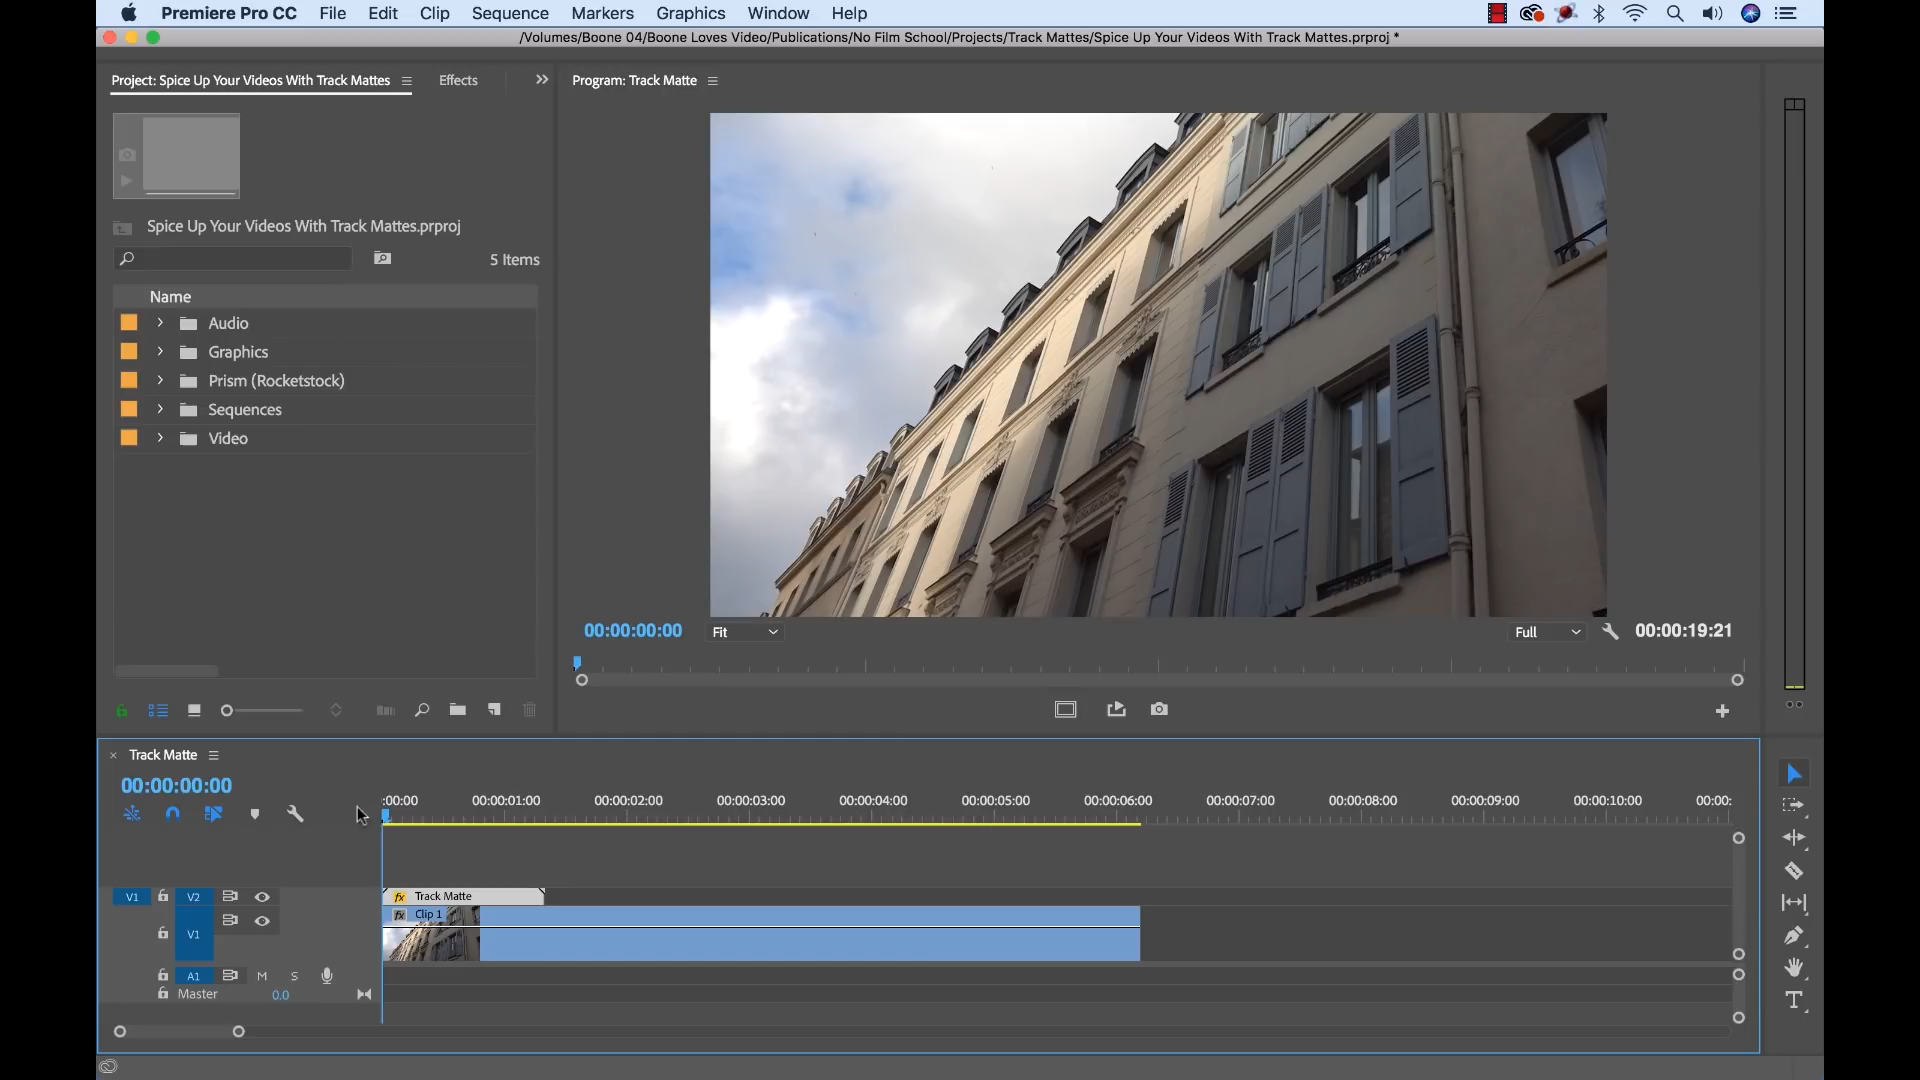 Premiere Pro CC File Edit Clip Sequence Markers Graphics Window Help
/Volumes/Boone 04/Boone Loves Video/Publications/No Film School/Projects/Track Mattes/Spice Up Your Videos With Track Mattes.prproj *
Project: Spice Up Your Videos With Track Mattes
Effects
Program: Track Matte
Spice Up Your Videos With Track Mattes.prproj
5 Items
Name
Audio
Graphics
Prism (Rocketstock)
Sequences
Video
00:00:00:00
Fit
Full
00:00:19:21
Track Matte
00:00:00:00
:00:00 00:00:01:00 00:00:02:00 00:00:03:00 00:00:04:00 00:00:05:00 00:00:06:00 00:00:07:00 00:00:08:00 00:00:09:00 00:00:10:00 00:00:
V1 V2
fx Track Matte
fx Clip 1
V1
A1 M S
Master 0.0